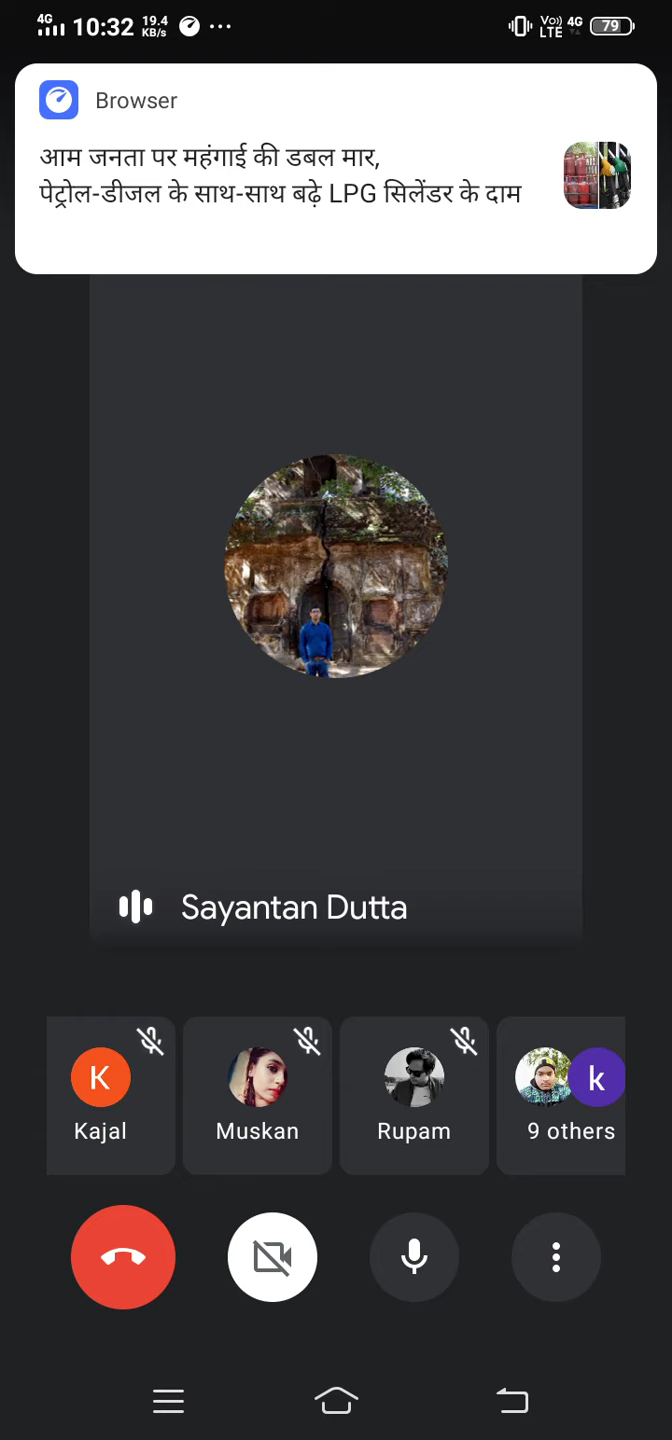 4G 10:32 19.4 KB/s ... Vo) LTE 4G 79
Browser
आम जनता पर महंगाई की डबल मार,
पेट्रोल-डीजल के साथ-साथ बढ़े LPG सिलेंडर के दाम
Sayantan Dutta
K k
Kajal Muskan Rupam 9 others